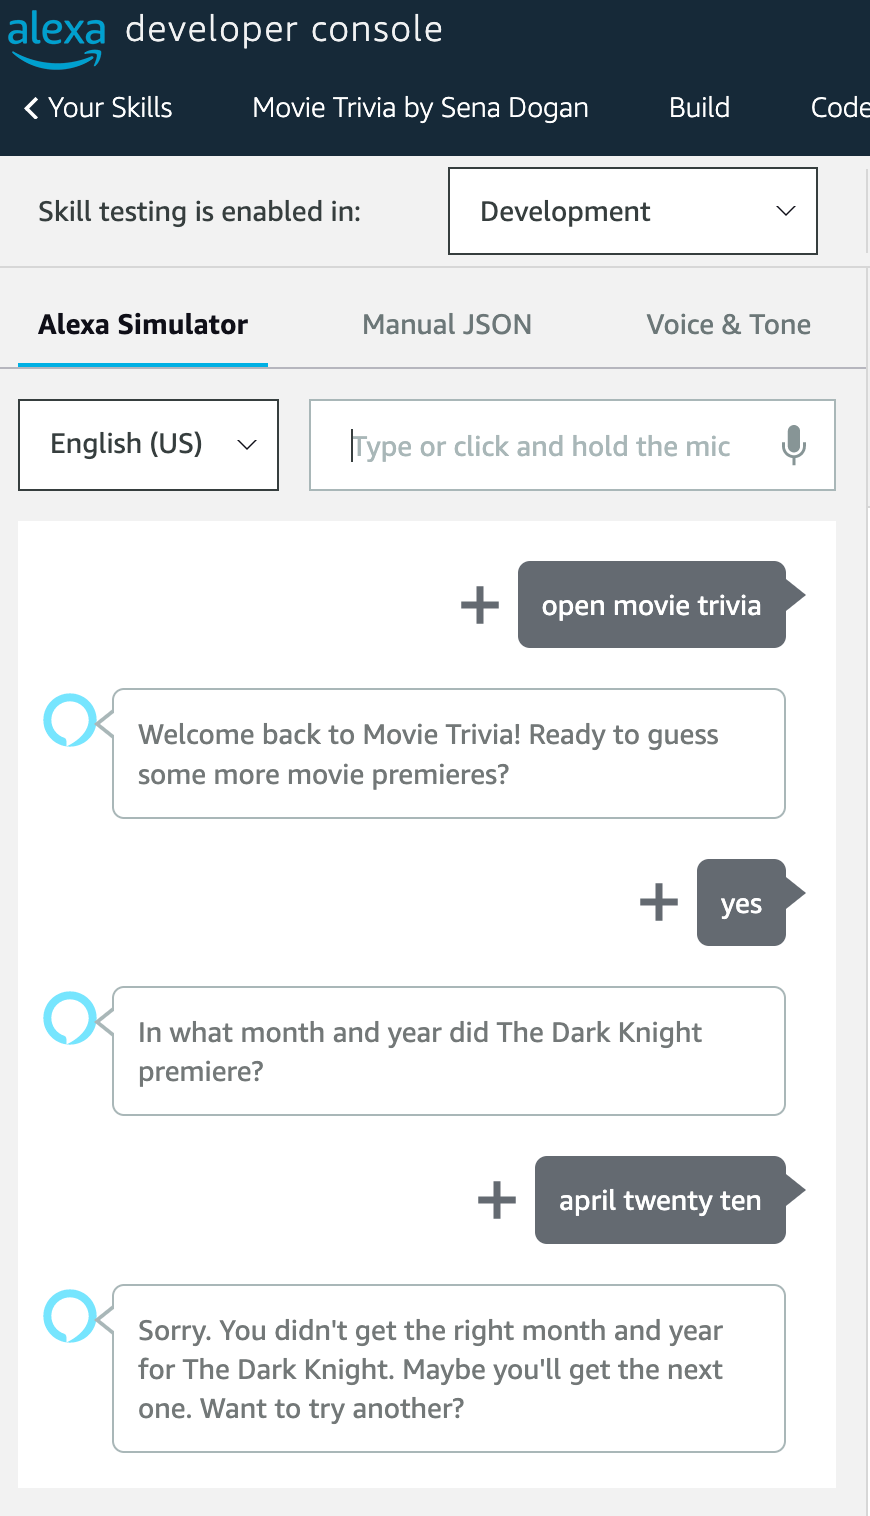 alexa developer console
Your Skills Movie Trivia by Sena Dogan Build Code
Skill testing is enabled in: Development
Alexa Simulator Manual JSON Voice & Tone
English (US) Type or click and hold the mic
open movie trivia
Welcome back to Movie Trivia! Ready to guess
some more movie premieres?
yes
In what month and year did The Dark Knight
premiere?
april twenty ten
Sorry. You didn't get the right month and year
for The Dark Knight. Maybe you'll get the next
one. Want to try another?